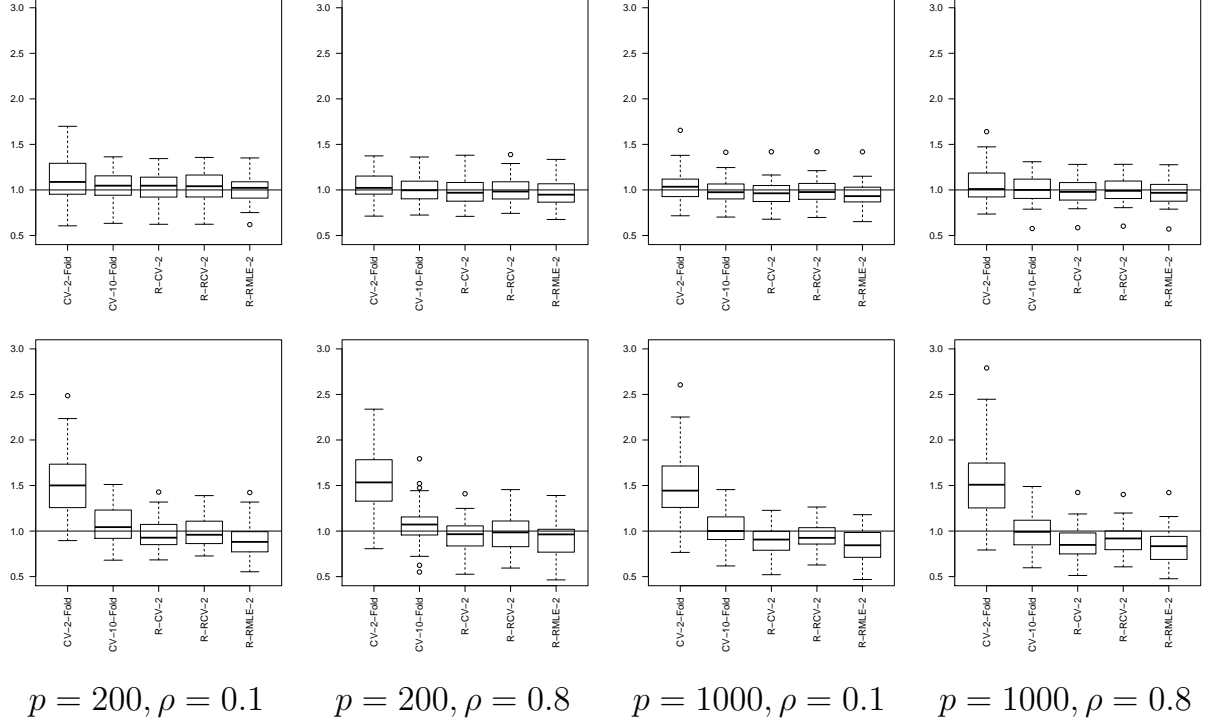 3.0 3.0 3.0 3.0
2.5 2.5 2.5 2.5
2.0 2.0 2.0 2.0
1.5 1.5 1.5 1.5
1.0 1.0 1.0 1.0
0.5 0.5 0.5 0.5
CV−2−Fold CV−10−Fold R−CV−2 R−RCV−2 R−RMLE−2 CV−2−Fold CV−10−Fold R−CV−2 R−RCV−2 R−RMLE−2 CV−2−Fold CV−10−Fold R−CV−2 R−RCV−2 R−RMLE−2 CV−2−Fold CV−10−Fold R−CV−2 R−RCV−2 R−RMLE−2
3.0 3.0 3.0 3.0
2.5 2.5 2.5 2.5
2.0 2.0 2.0 2.0
1.5 1.5 1.5 1.5
1.0 1.0 1.0 1.0
0.5 0.5 0.5 0.5
CV−2−Fold CV−10−Fold R−CV−2 R−RCV−2 R−RMLE−2 CV−2−Fold CV−10−Fold R−CV−2 R−RCV−2 R−RMLE−2 CV−2−Fold CV−10−Fold R−CV−2 R−RCV−2 R−RMLE−2 CV−2−Fold CV−10−Fold R−CV−2 R−RCV−2 R−RMLE−2
p = 200, ρ = 0.1 p = 200, ρ = 0.8 p = 1000, ρ = 0.1 p = 1000, ρ = 0.8